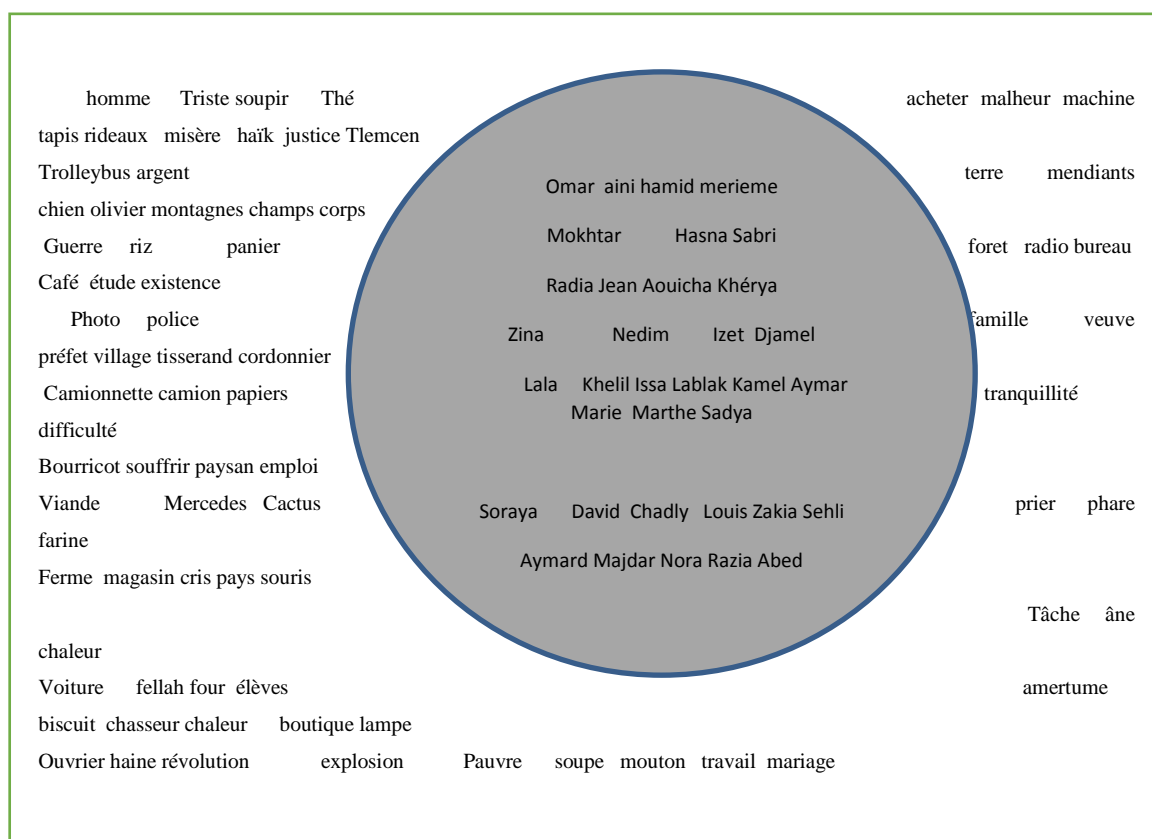 homme Triste soupir Thé acheter malheur machine
tapis rideaux misère haïk justice Tlemcen
Trolleybus argent terre mendiants
chien olivier montagnes champs corps
Guerre riz panier foret radio bureau
Café étude existence
Photo police famille veuve
préfet village tisserand cordonnier
Camionnette camion papiers tranquillité
difficulté
Bourricot souffrir paysan emploi
Viande Mercedes Cactus prier phare
farine
Ferme magasin cris pays souris
Tâche âne
chaleur
Voiture fellah four élèves amertume
biscuit chasseur chaleur boutique lampe
Ouvrier haine révolution explosion Pauvre soupe mouton travail mariage
Omar aini hamid merieme
Mokhtar Hasna Sabri
Radia Jean Aouicha Khérya
Zina Nedim Izet Djamel
Lala Khelil Issa Lablak Kamel Aymar
Marie Marthe Sadya
Soraya David Chadly Louis Zakia Sehli
Aymard Majdar Nora Razia Abed